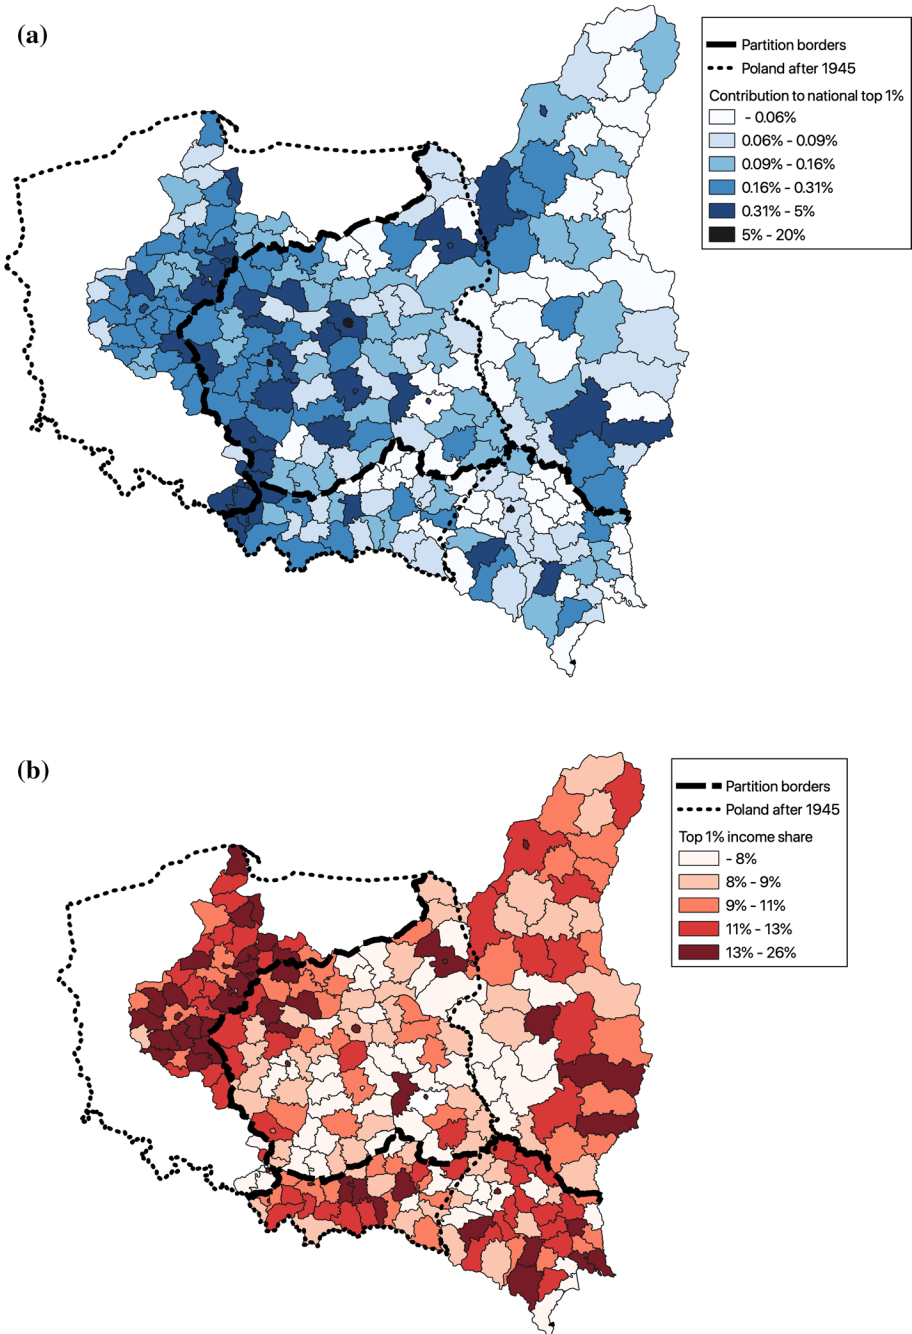 (a)
Partition borders
Poland after 1945
Contribution to national top 1%
- 0.06%
0.06% - 0.09%
0.09% - 0.16%
0.16% - 0.31%
0.31% - 5%
5% - 20%
(b)
Partition borders
Poland after 1945
Top 1% income share
- 8%
8% - 9%
9% - 11%
11% - 13%
13% - 26%